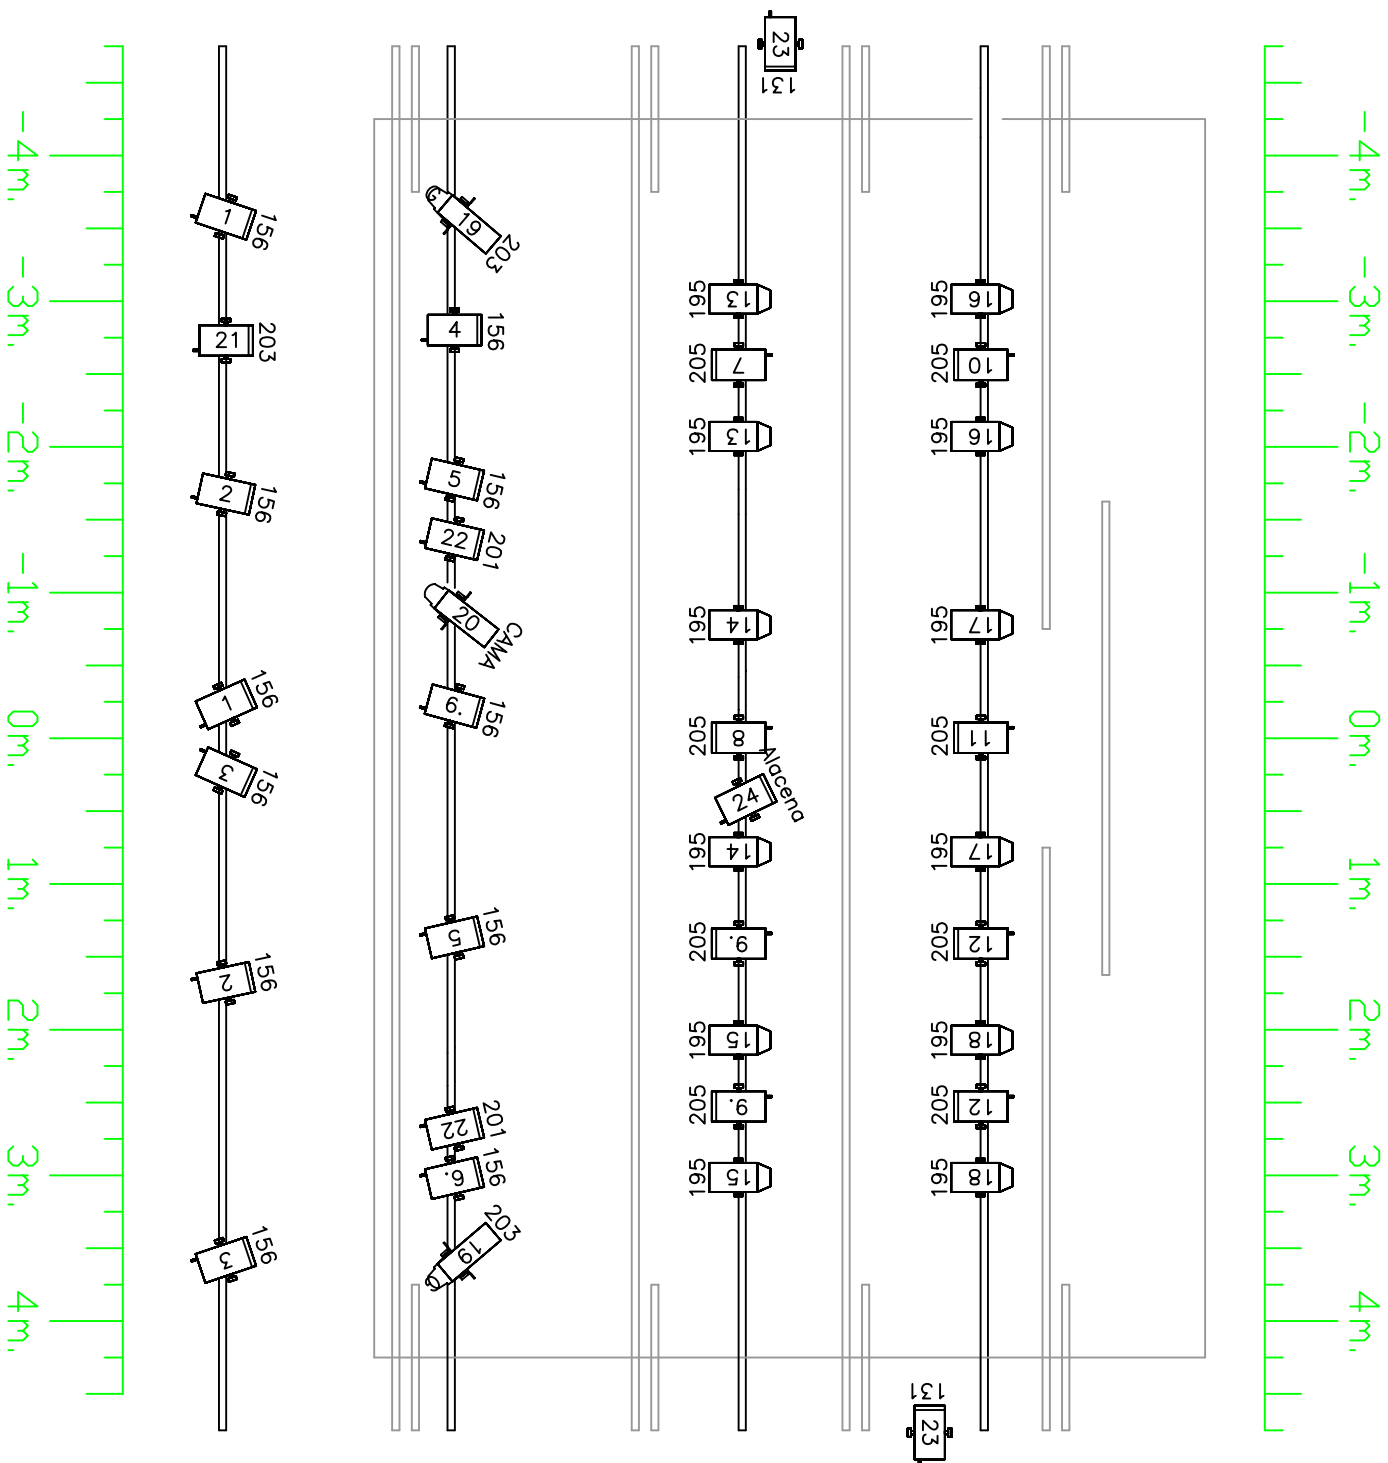 -4m.
-3m.
-2m.
-1m.
0m.
1m.
2m.
3m.
4m.
1 156
21 203
2 156
1 156
3 156
2 156
3 156
19 203
4 156
5 156
22 201
20 CAMA
6. 156
5 156
22 201
6. 156
19 203
23 131
195 13
205 7
195 13
195 14
205 8
24 Alacena
195 14
205 9.
195 15
205 9.
195 15
195 16
205 10
195 16
195 17
205 11
195 17
205 12
195 18
205 12
195 18
131 23
-4m.
-3m.
-2m.
-1m.
0m.
1m.
2m.
3m.
4m.